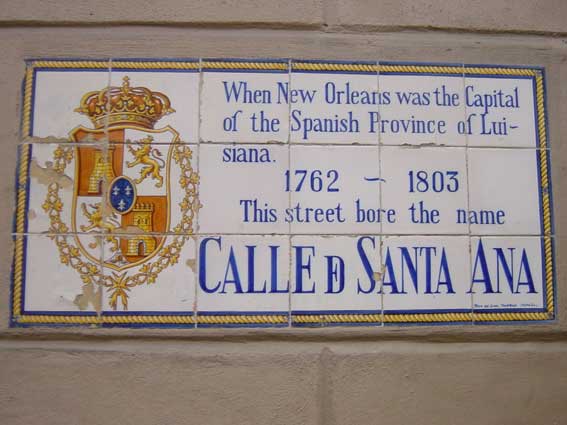 When New Orleans was the Capital
of the Spanish Province of Lui-
siana.
1762 – 1803
This street bore the name
CALLE D SANTA ANA